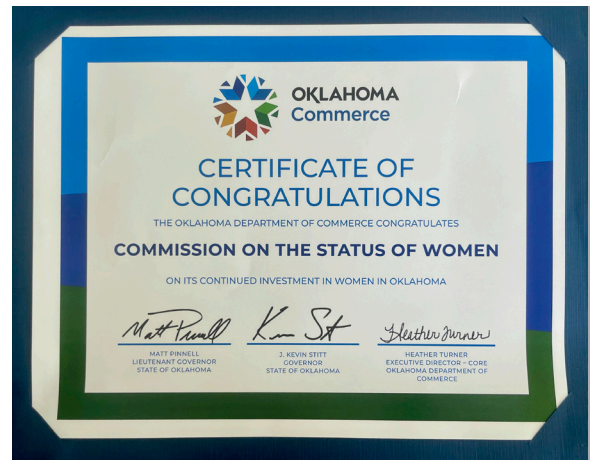 OKLAHOMA
Commerce
CERTIFICATE OF
CONGRATULATIONS
THE OKLAHOMA DEPARTMENT OF COMMERCE CONGRATULATES
COMMISSION ON THE STATUS OF WOMEN
ON ITS CONTINUED INVESTMENT IN WOMEN IN OKLAHOMA
Matt Pinnell
Heather Turner
MATT PINNELL
LIEUTENANT GOVERNOR
STATE OF OKLAHOMA
J. KEVIN STITT
GOVERNOR
STATE OF OKLAHOMA
HEATHER TURNER
EXECUTIVE DIRECTOR – CORE
OKLAHOMA DEPARTMENT OF
COMMERCE